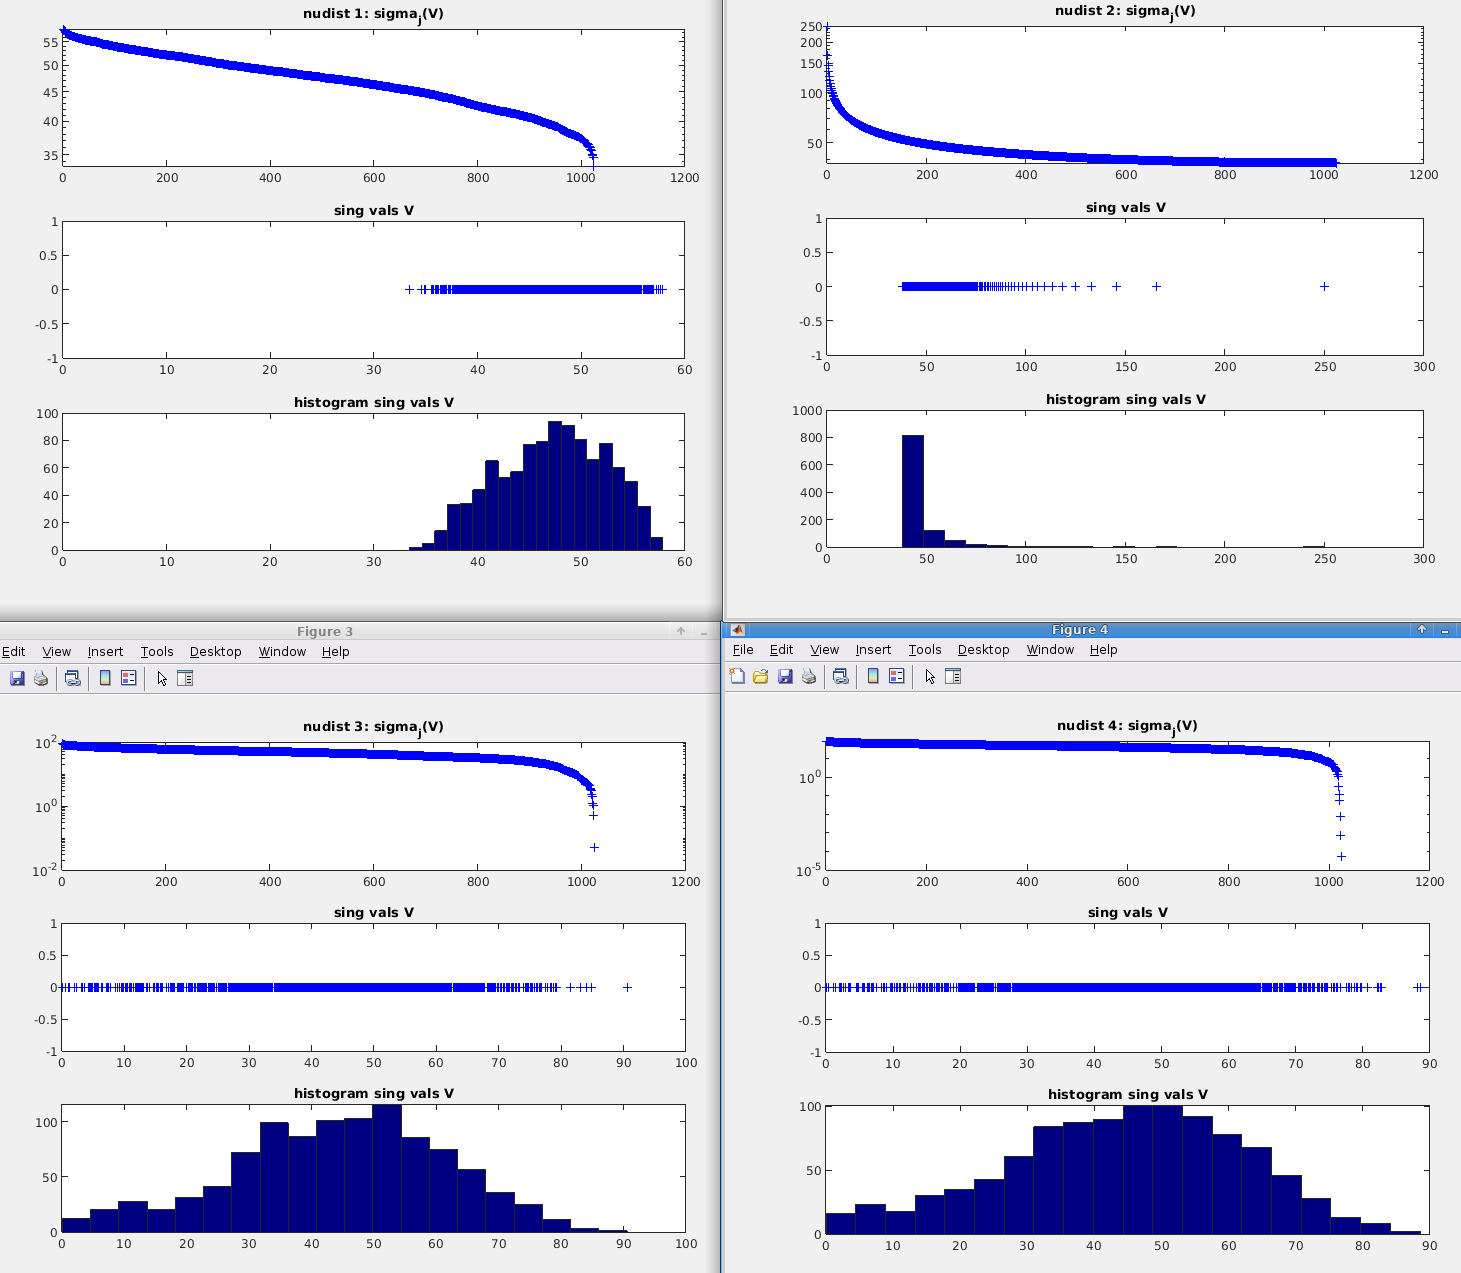 nudist 1: sigma_j(V)
55
50
45
40
35
0 200 400 600 800 1000 1200
sing vals V
1
0.5
0
-0.5
-1
0 10 20 30 40 50 60
histogram sing vals V
100
80
60
40
20
0
0 10 20 30 40 50 60
nudist 2: sigma_j(V)
250
200
150
100
50
0 200 400 600 800 1000 1200
sing vals V
1
0.5
0
-0.5
-1
0 50 100 150 200 250 300
histogram sing vals V
1000
800
600
400
200
0
0 50 100 150 200 250 300
Figure 3
Edit View Insert Tools Desktop Window Help
nudist 3: sigma_j(V)
10^2
10^0
10^-2
0 200 400 600 800 1000 1200
sing vals V
1
0.5
0
-0.5
-1
0 10 20 30 40 50 60 70 80 90 100
histogram sing vals V
100
50
0
0 10 20 30 40 50 60 70 80 90 100
Figure 4
File Edit View Insert Tools Desktop Window Help
nudist 4: sigma_j(V)
10^0
10^-5
0 200 400 600 800 1000 1200
sing vals V
1
0.5
0
-0.5
-1
0 10 20 30 40 50 60 70 80 90
histogram sing vals V
100
50
0
0 10 20 30 40 50 60 70 80 90